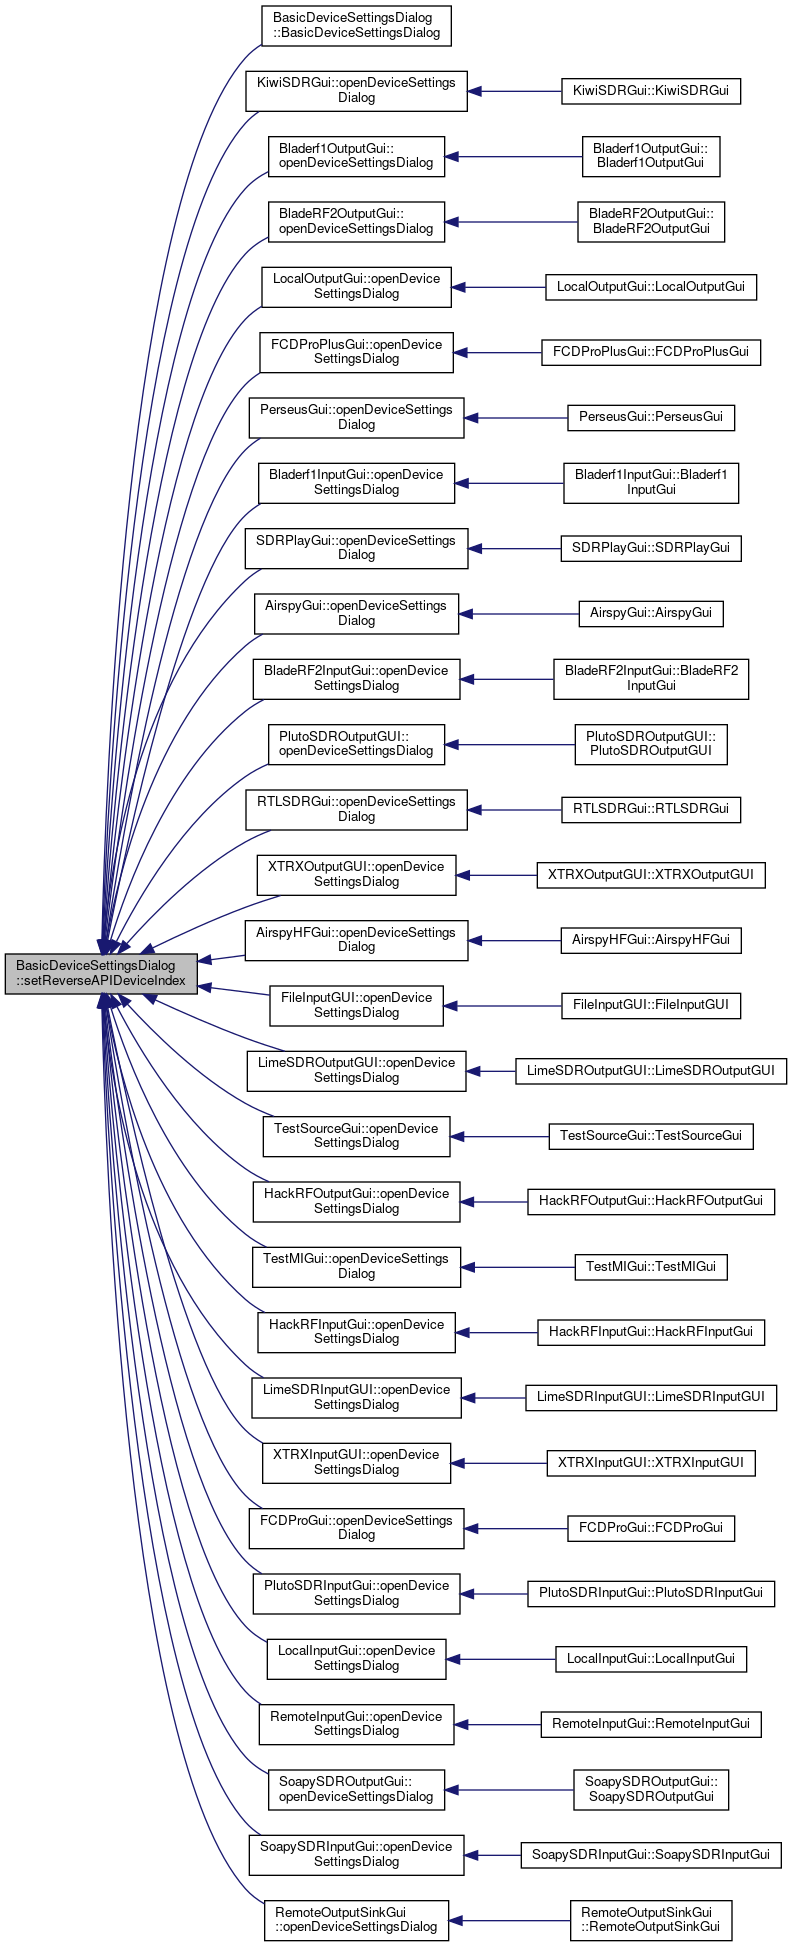 BasicDeviceSettingsDialog
::BasicDeviceSettingsDialog
KiwiSDRGui::openDeviceSettings
Dialog
KiwiSDRGui::KiwiSDRGui
Bladerf1OutputGui::
openDeviceSettingsDialog
Bladerf1OutputGui::
Bladerf1OutputGui
BladeRF2OutputGui::
openDeviceSettingsDialog
BladeRF2OutputGui::
BladeRF2OutputGui
LocalOutputGui::openDevice
SettingsDialog
LocalOutputGui::LocalOutputGui
FCDProPlusGui::openDevice
SettingsDialog
FCDProPlusGui::FCDProPlusGui
PerseusGui::openDeviceSettings
Dialog
PerseusGui::PerseusGui
Bladerf1InputGui::openDevice
SettingsDialog
Bladerf1InputGui::Bladerf1
InputGui
SDRPlayGui::openDeviceSettings
Dialog
SDRPlayGui::SDRPlayGui
AirspyGui::openDeviceSettings
Dialog
AirspyGui::AirspyGui
BladeRF2InputGui::openDevice
SettingsDialog
BladeRF2InputGui::BladeRF2
InputGui
PlutoSDROutputGUI::
openDeviceSettingsDialog
PlutoSDROutputGUI::
PlutoSDROutputGUI
RTLSDRGui::openDeviceSettings
Dialog
RTLSDRGui::RTLSDRGui
XTRXOutputGUI::openDevice
SettingsDialog
XTRXOutputGUI::XTRXOutputGUI
AirspyHFGui::openDeviceSettings
Dialog
AirspyHFGui::AirspyHFGui
BasicDeviceSettingsDialog
::setReverseAPIDeviceIndex
FileInputGUI::openDevice
SettingsDialog
FileInputGUI::FileInputGUI
LimeSDROutputGUI::openDevice
SettingsDialog
LimeSDROutputGUI::LimeSDROutputGUI
TestSourceGui::openDevice
SettingsDialog
TestSourceGui::TestSourceGui
HackRFOutputGui::openDevice
SettingsDialog
HackRFOutputGui::HackRFOutputGui
TestMIGui::openDeviceSettings
Dialog
TestMIGui::TestMIGui
HackRFInputGui::openDevice
SettingsDialog
HackRFInputGui::HackRFInputGui
LimeSDRInputGUI::openDevice
SettingsDialog
LimeSDRInputGUI::LimeSDRInputGUI
XTRXInputGUI::openDevice
SettingsDialog
XTRXInputGUI::XTRXInputGUI
FCDProGui::openDeviceSettings
Dialog
FCDProGui::FCDProGui
PlutoSDRInputGui::openDevice
SettingsDialog
PlutoSDRInputGui::PlutoSDRInputGui
LocalInputGui::openDevice
SettingsDialog
LocalInputGui::LocalInputGui
RemoteInputGui::openDevice
SettingsDialog
RemoteInputGui::RemoteInputGui
SoapySDROutputGui::
openDeviceSettingsDialog
SoapySDROutputGui::
SoapySDROutputGui
SoapySDRInputGui::openDevice
SettingsDialog
SoapySDRInputGui::SoapySDRInputGui
RemoteOutputSinkGui
::openDeviceSettingsDialog
RemoteOutputSinkGui
::RemoteOutputSinkGui